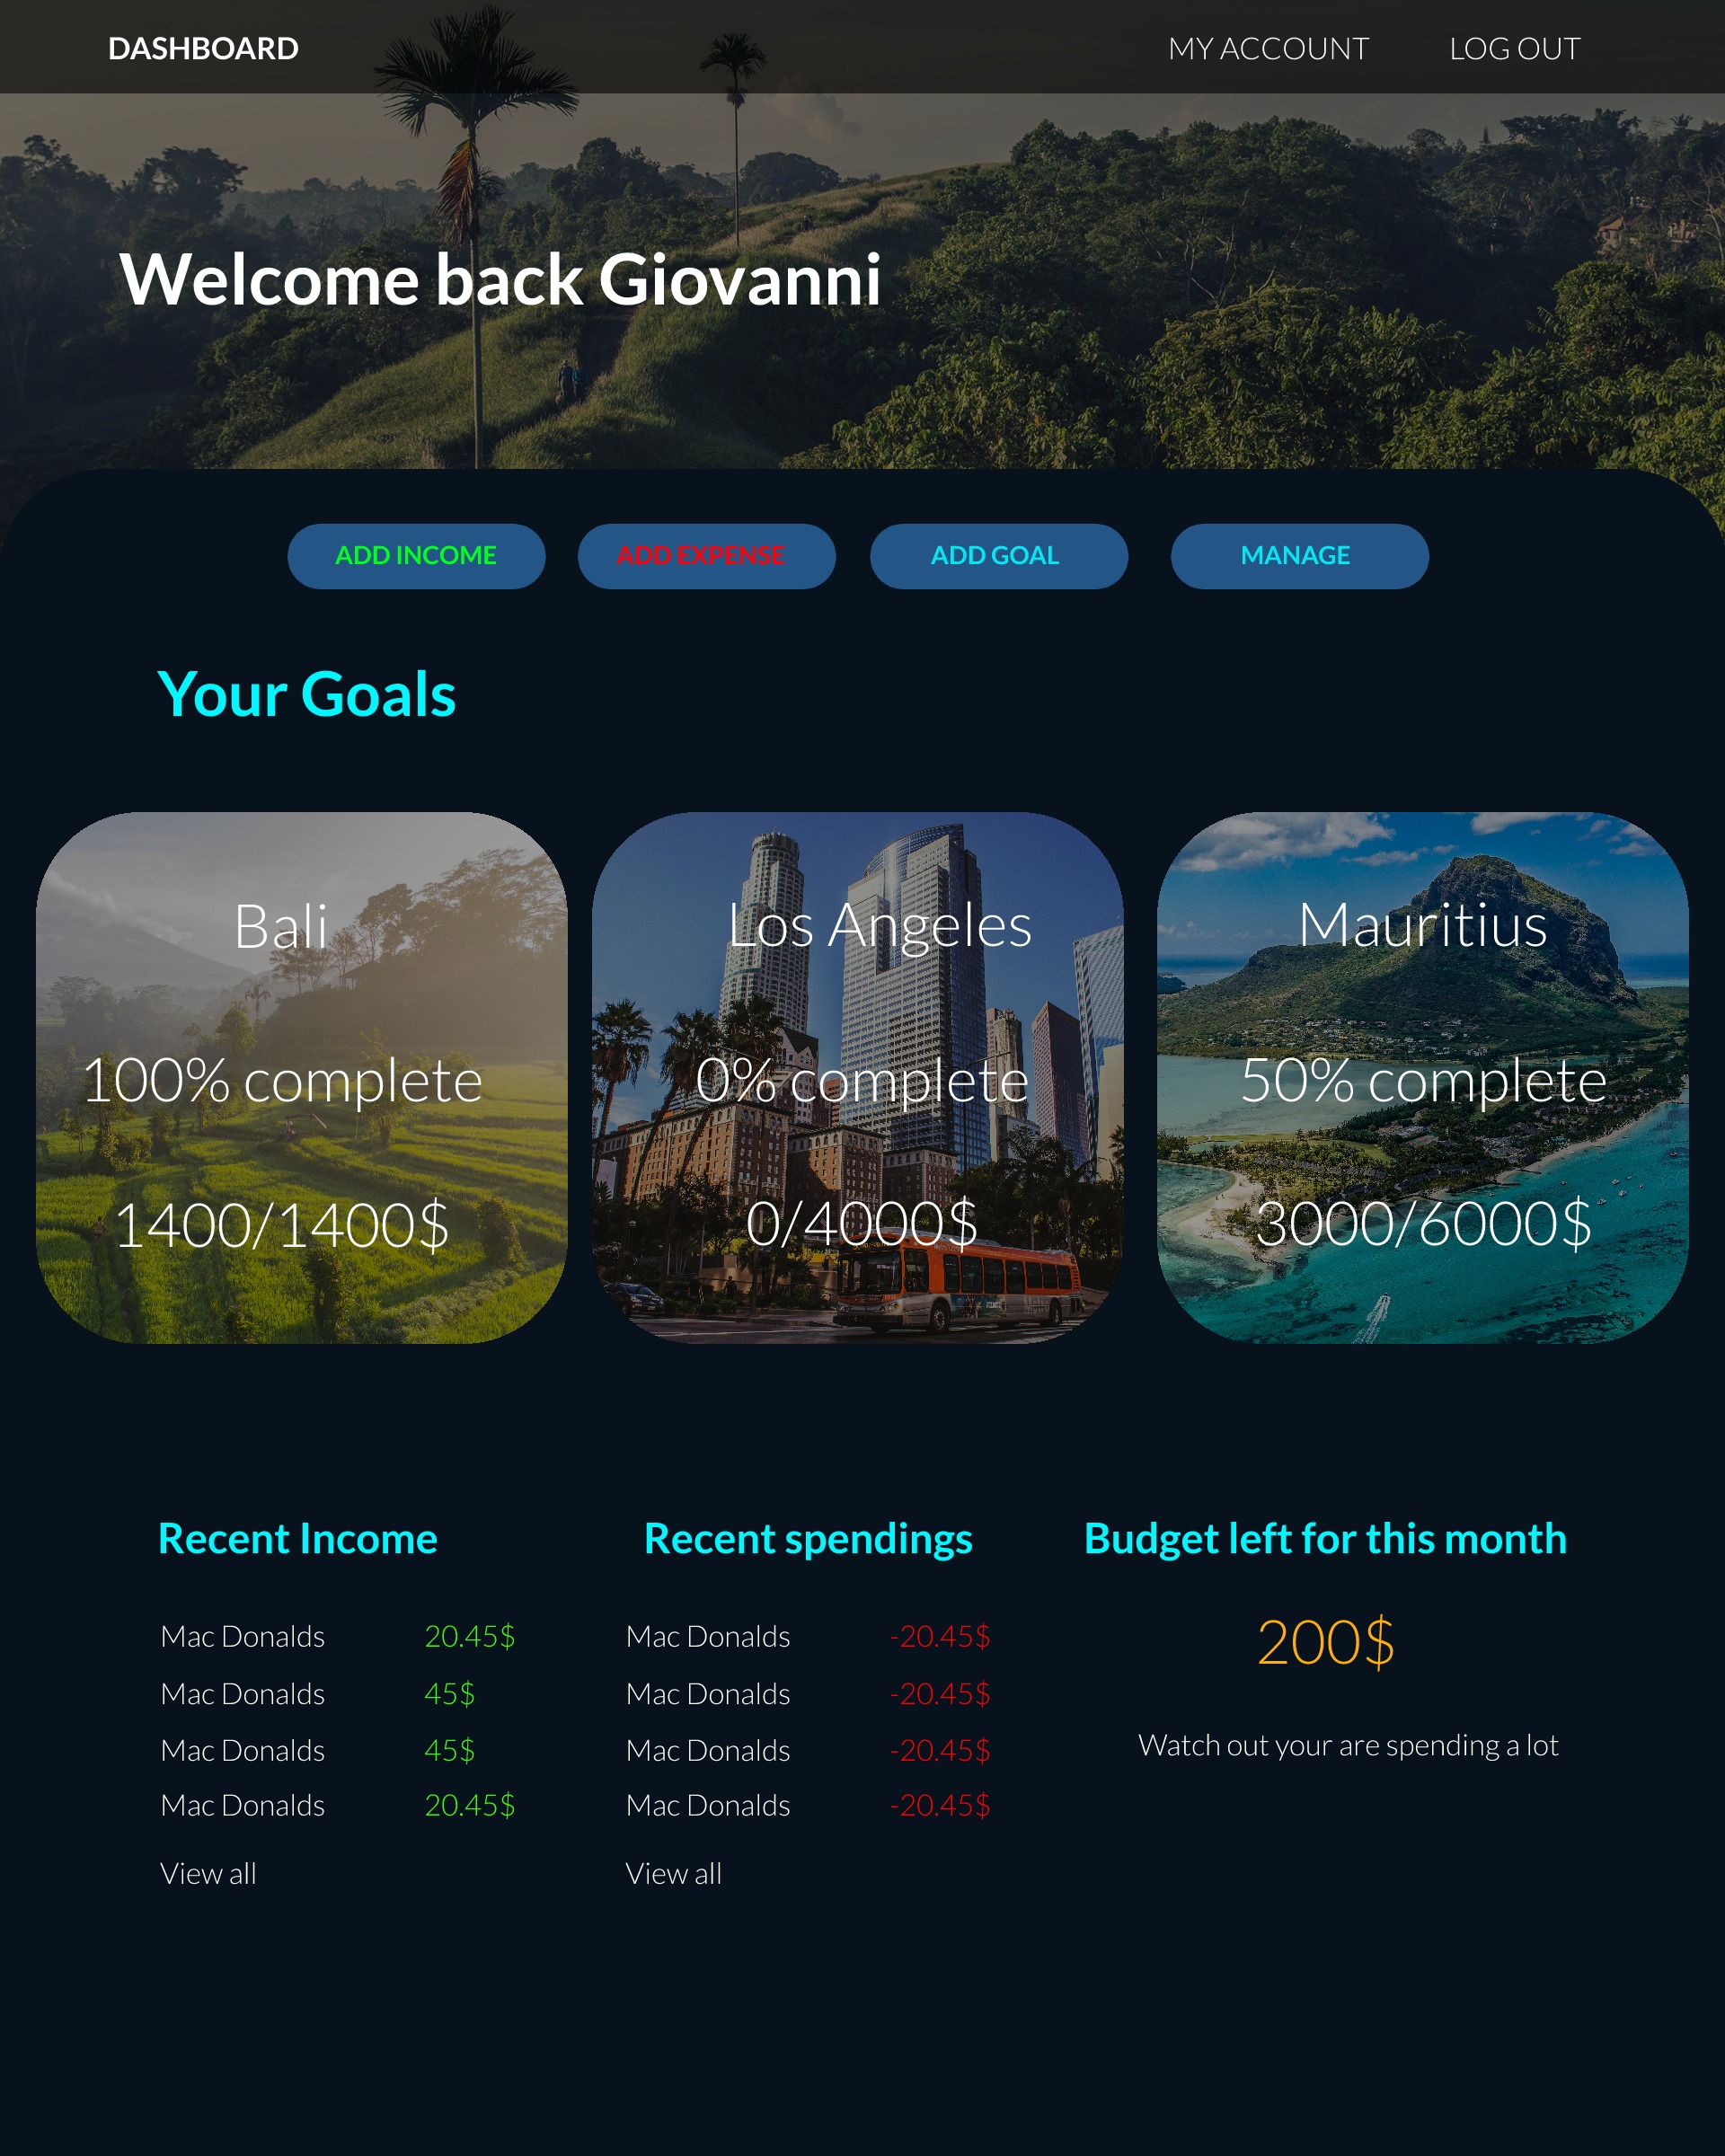 DASHBOARD MY ACCOUNT LOG OUT
Welcome back Giovanni
ADD INCOME ADD EXPENSE ADD GOAL MANAGE
Your Goals
Bali
100% complete
1400/1400$
Los Angeles
0% complete
0/4000$
Mauritius
50% complete
3000/6000$
Recent Income
Mac Donalds 20.45$
Mac Donalds 45$
Mac Donalds 45$
Mac Donalds 20.45$
View all
Recent spendings
Mac Donalds -20.45$
Mac Donalds -20.45$
Mac Donalds -20.45$
Mac Donalds -20.45$
View all
Budget left for this month
200$
Watch out your are spending a lot